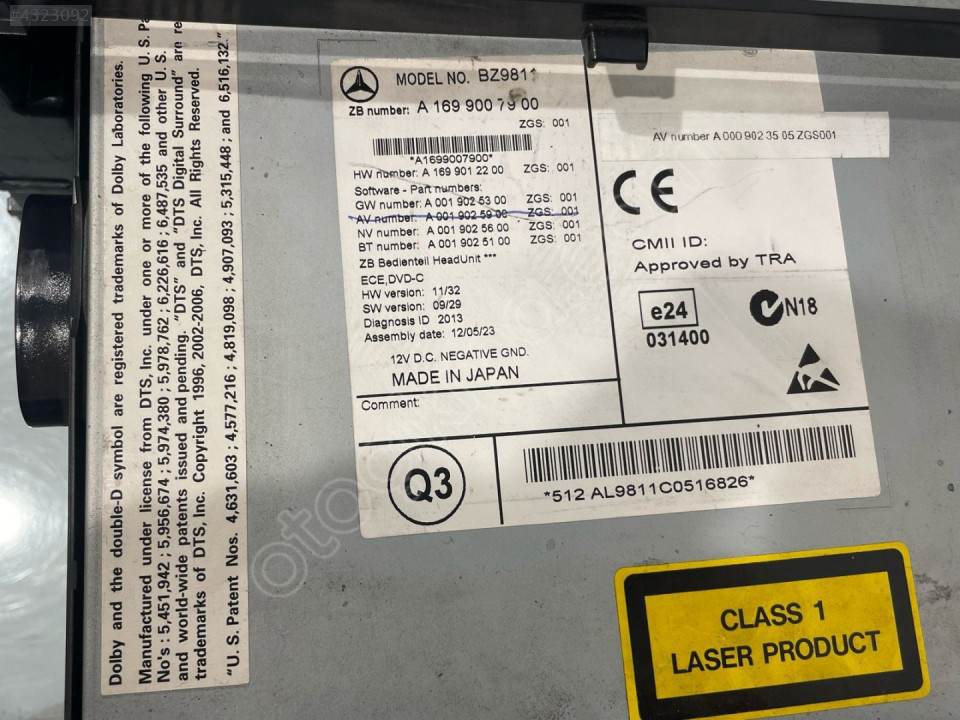 #4323092
Dolby and the double-D symbol are registered trademarks of Dolby Laboratories.
Manufactured under license from DTS, Inc. under one or more of the following U. S. Pa
No's : 5,451,942 ; 5,956,674 ; 5,974,380 ; 5,978,762 ; 6,226,616 ; 6,487,535 and other U. S.
and world-wide patents issued and pending. "DTS" and "DTS Digital Surround" are re
trademarks of DTS, Inc. Copyright 1996, 2002-2006, DTS, Inc. All Rights Reserved.
"U. S. Patent Nos. 4,631,603 ; 4,577,216 ; 4,819,098 ; 4,907,093 ; 5,315,448 ; and 6,516,132."
MODEL NO. BZ9811
ZB number: A 169 900 79 00
ZGS: 001
*A1699007900*
HW number: A 169 901 22 00 ZGS: 001
Software - Part numbers:
GW number: A 001 902 53 00 ZGS: 001
AV number: A 001 902 59 00 ZGS: 001
NV number: A 001 902 56 00 ZGS: 001
BT number: A 001 902 51 00 ZGS: 001
ZB Bedienteil HeadUnit ***
ECE,DVD-C
HW version: 11/32
SW version: 09/29
Diagnosis ID 2013
Assembly date: 12/05/23
12V D.C. NEGATIVE GND.
MADE IN JAPAN
Comment:
AV number A 000 902 35 05 ZGS001
CE
CMII ID:
Approved by TRA
e24
031400
N18
Q3
*512 AL9811C0516826*
CLASS 1
LASER PRODUCT